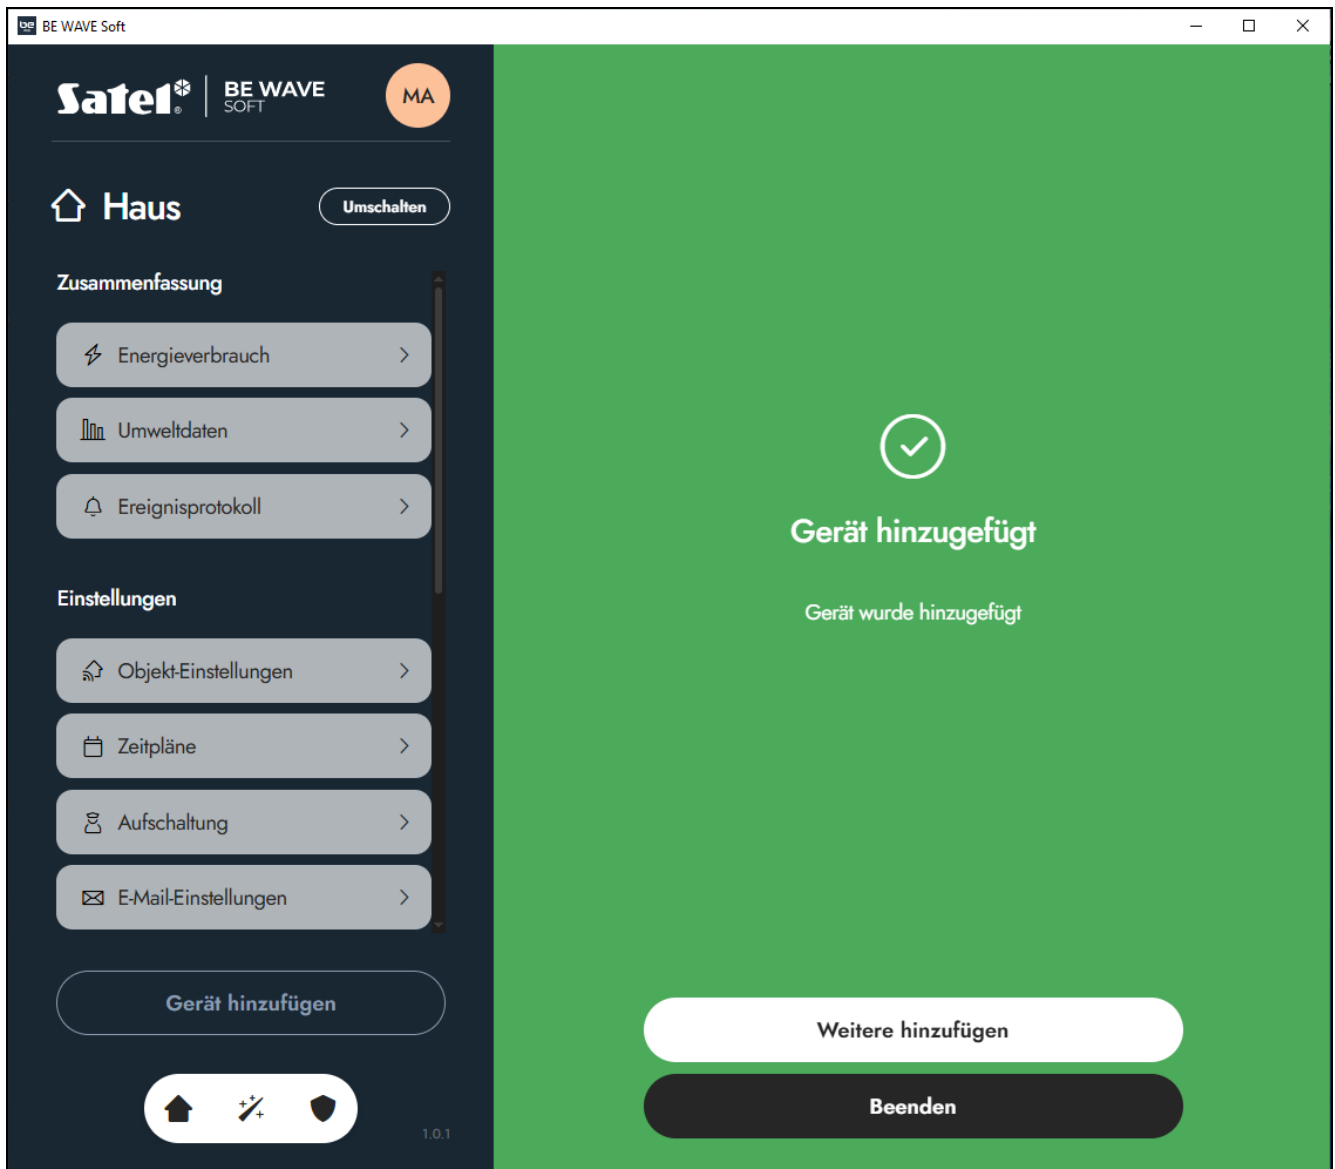 BE WAVE Soft
Satel® BE WAVE
SOFT
MA
Haus
Umschalten
Zusammenfassung
Energieverbrauch
Umweltdaten
Ereignisprotokoll
Einstellungen
Objekt-Einstellungen
Zeitpläne
Aufschaltung
E-Mail-Einstellungen
Gerät hinzufügen
1.0.1
Gerät hinzugefügt
Gerät wurde hinzugefügt
Weitere hinzufügen
Beenden